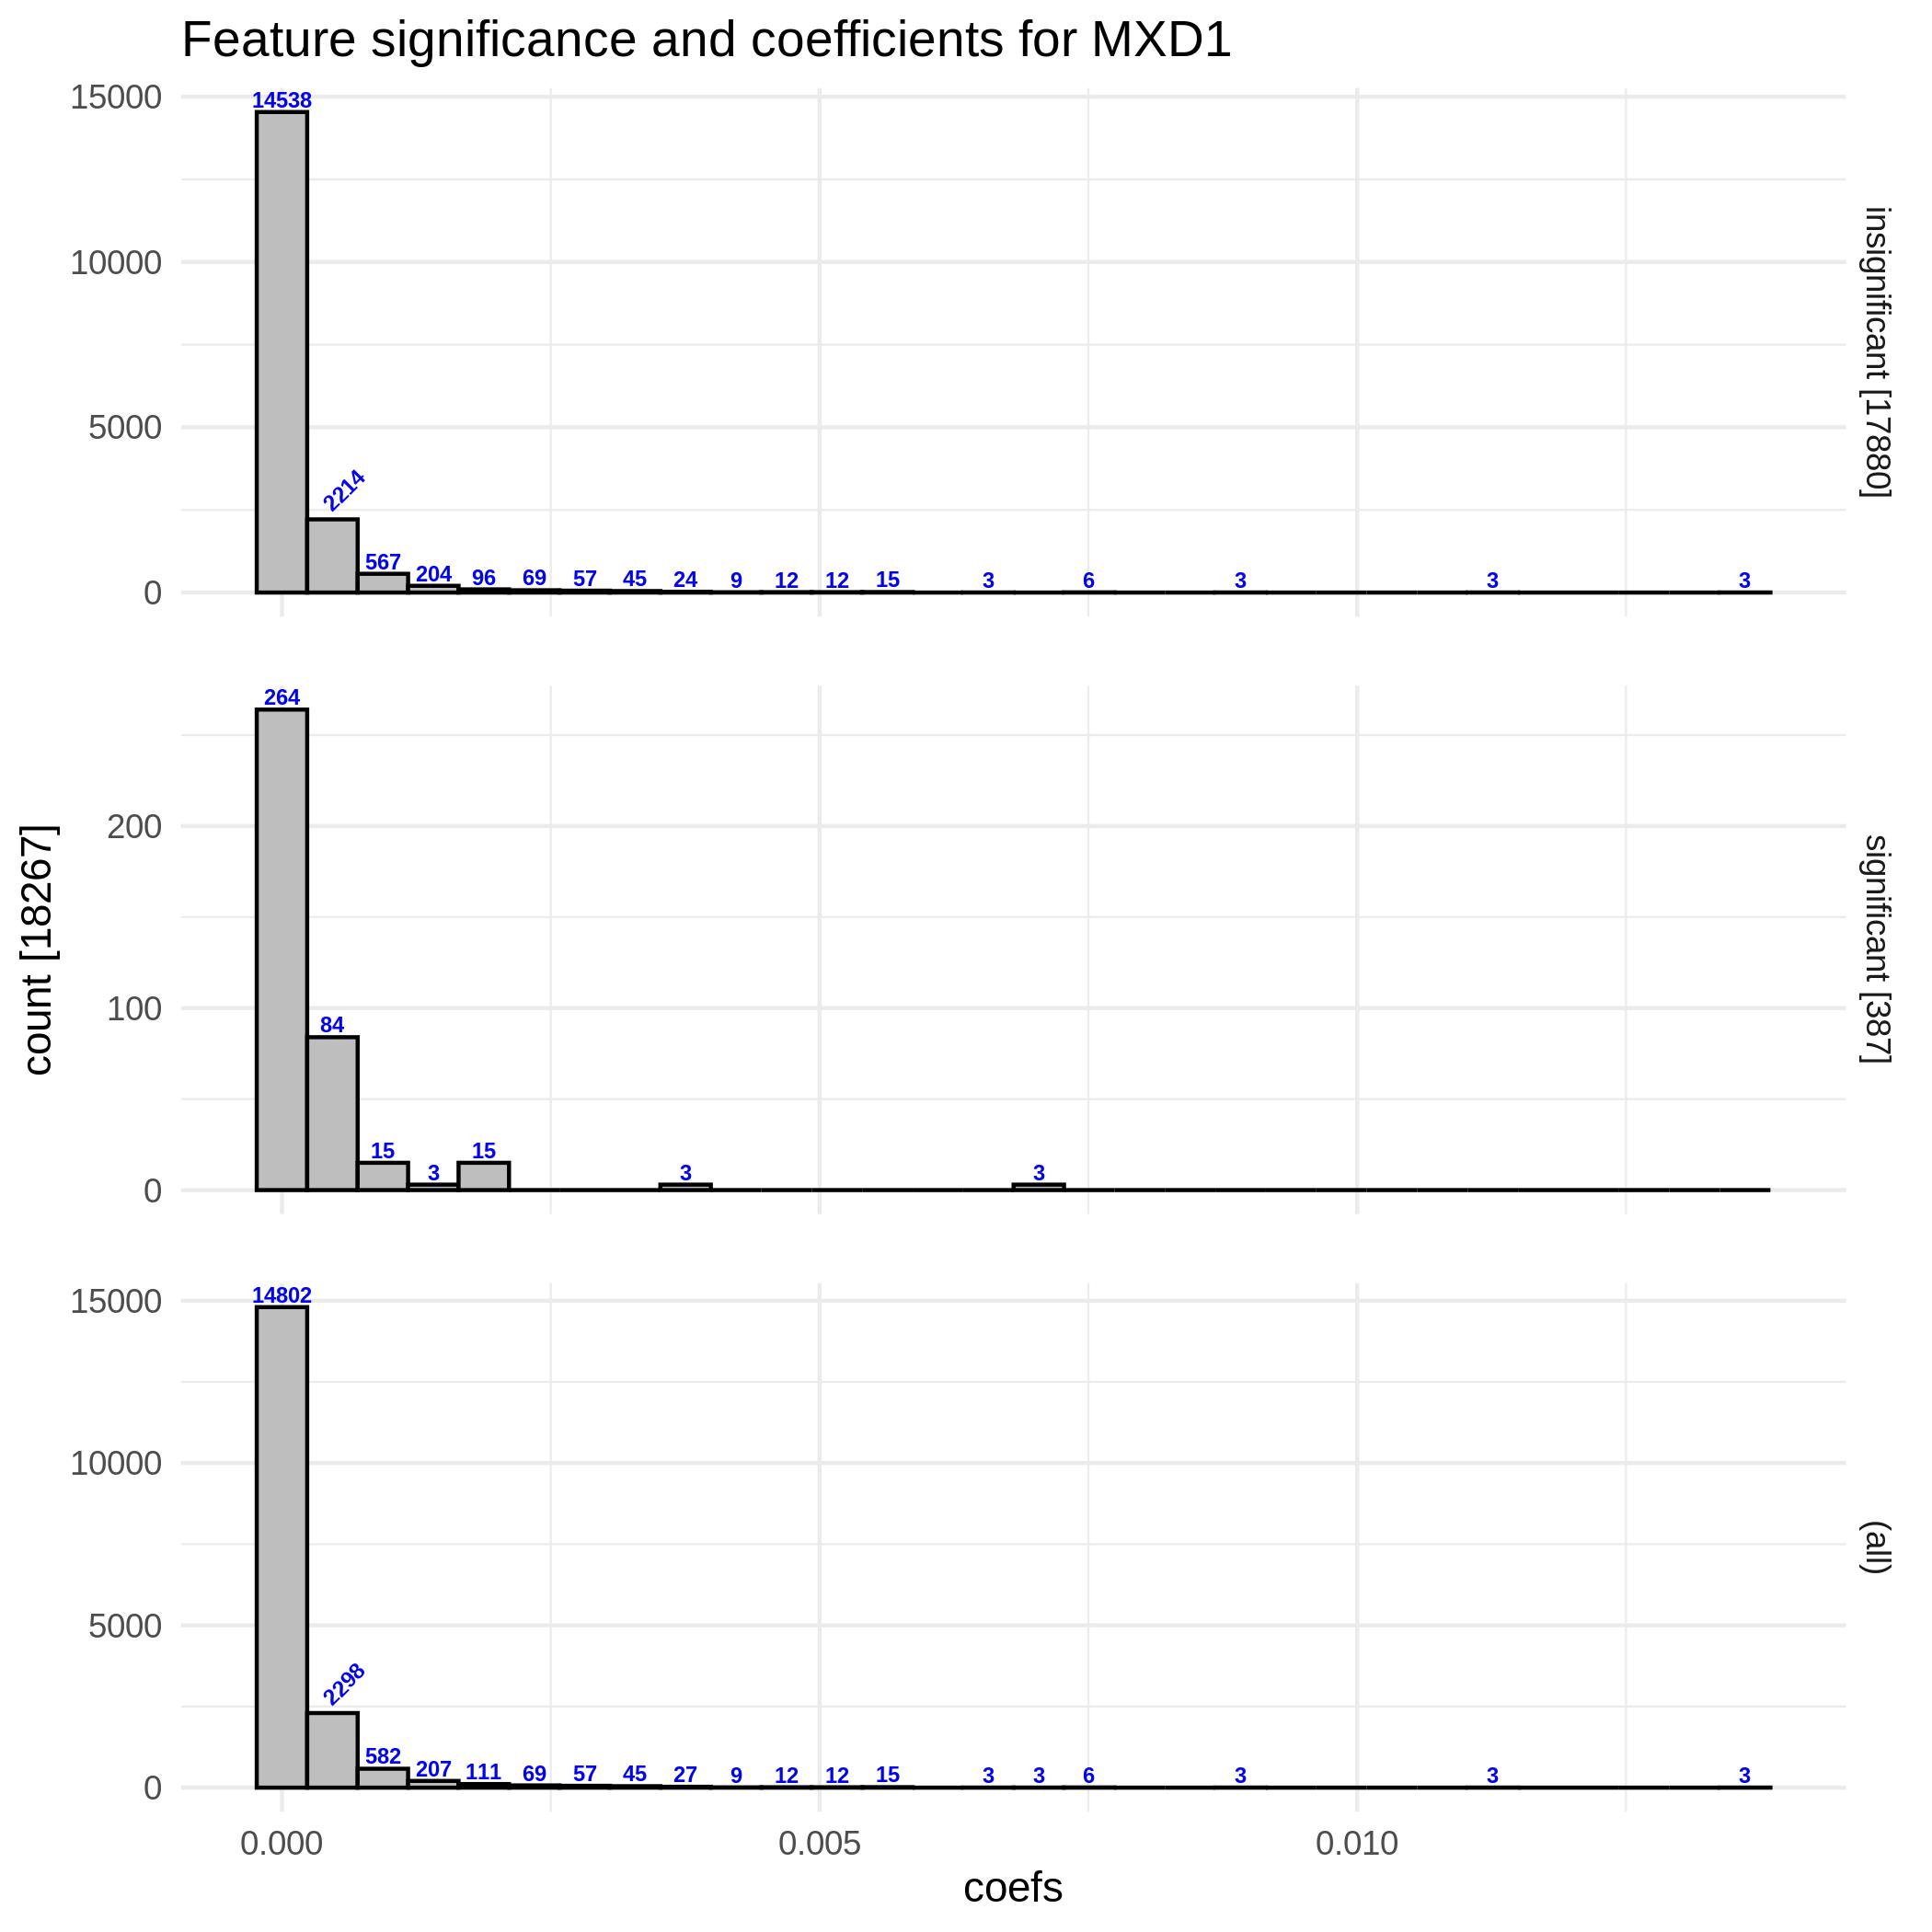 Feature significance and coefficients for MXD1
15000
10000
5000
0
14538
2214
567 204 96 69 57 45 24 9 12 12 15 3 6 3 3 3
insignificant [17880]
count [18267]
200
100
0
264
84
15 3 15 3 3
significant [387]
15000
10000
5000
0
14802
2298
582 207 111 69 57 45 27 9 12 12 15 3 3 6 3 3 3
(all)
0.000 0.005 0.010
coefs